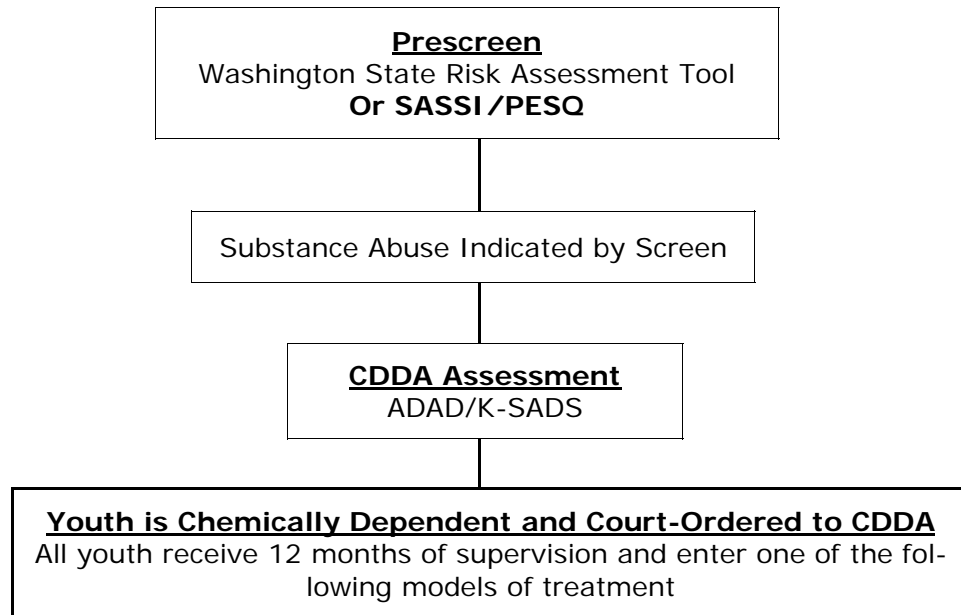 Prescreen
Washington State Risk Assessment Tool
Or SASSI/PESQ
Substance Abuse Indicated by Screen
CDDA Assessment
ADAD/K-SADS
Youth is Chemically Dependent and Court-Ordered to CDDA
All youth receive 12 months of supervision and enter one of the fol-
lowing models of treatment